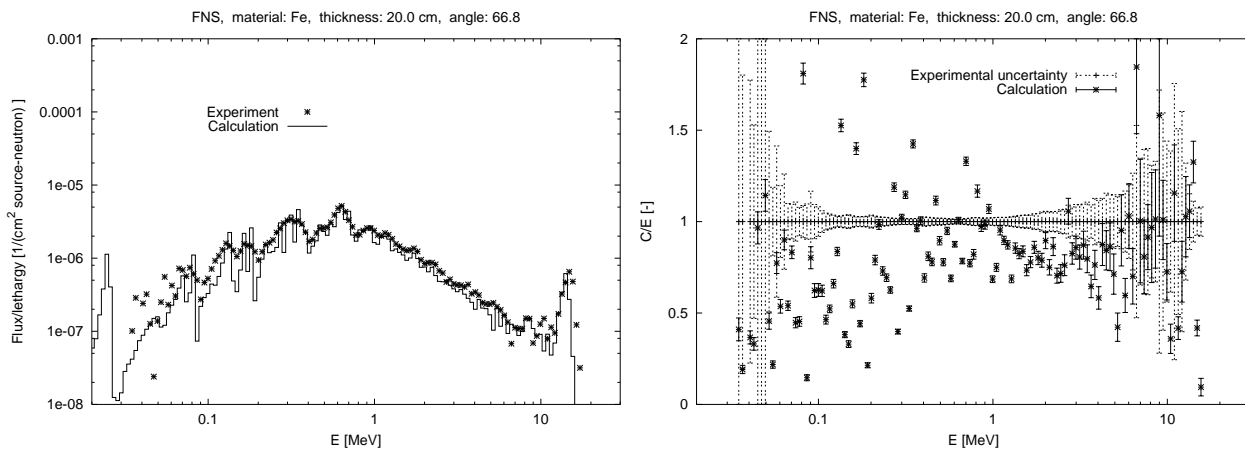 FNS, material: Fe, thickness: 20.0 cm, angle: 66.8
0.001
0.0001
1e-05
1e-06
1e-07
1e-08
Flux/lethargy [1/(cm² source-neutron) ]
Experiment
Calculation
0.1
1
10
E [MeV]
FNS, material: Fe, thickness: 20.0 cm, angle: 66.8
2
1.5
1
0.5
0
C/E [-]
Experimental uncertainty
Calculation
0.1
1
10
E [MeV]